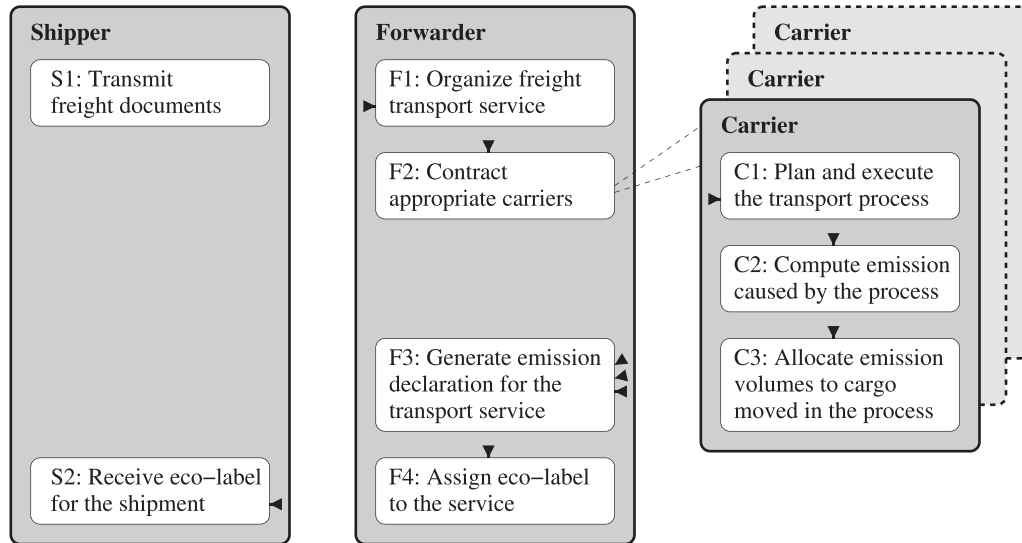 Shipper
S1: Transmit
freight documents
S2: Receive eco−label
for the shipment
Forwarder
F1: Organize freight
transport service
F2: Contract
appropriate carriers
F3: Generate emission
declaration for the
transport service
F4: Assign eco−label
to the service
Carrier
Carrier
Carrier
C1: Plan and execute
the transport process
C2: Compute emission
caused by the process
C3: Allocate emission
volumes to cargo
moved in the process